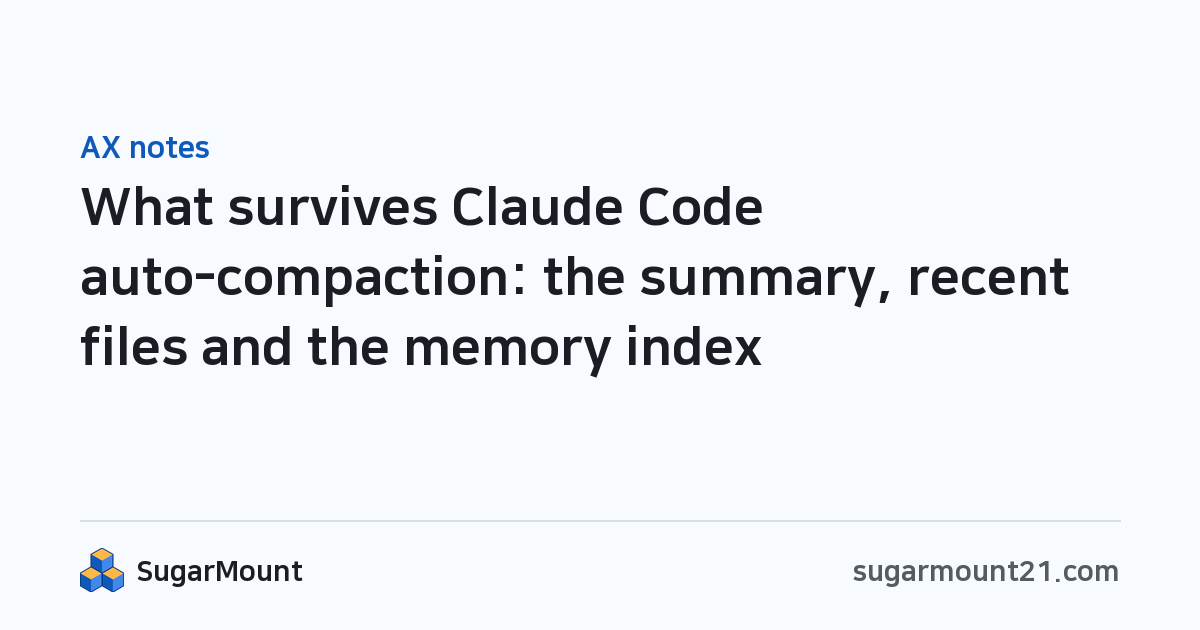 AX notes
What survives Claude Code
auto-compaction: the summary, recent
files and the memory index
SugarMount
sugarmount21.com